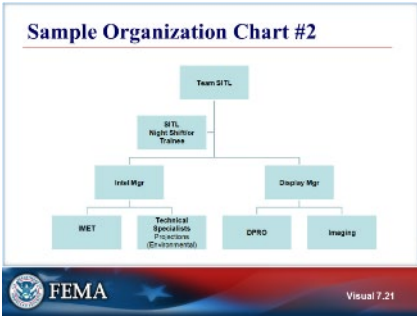 Sample Organization Chart #2
Team SITL
SITL
Night Shift/or
Trainee
Intel Mgr
Display Mgr
IMET
Technical
Specialists
Projections
(Environmental)
DPRO
Imaging
FEMA
Visual 7.21